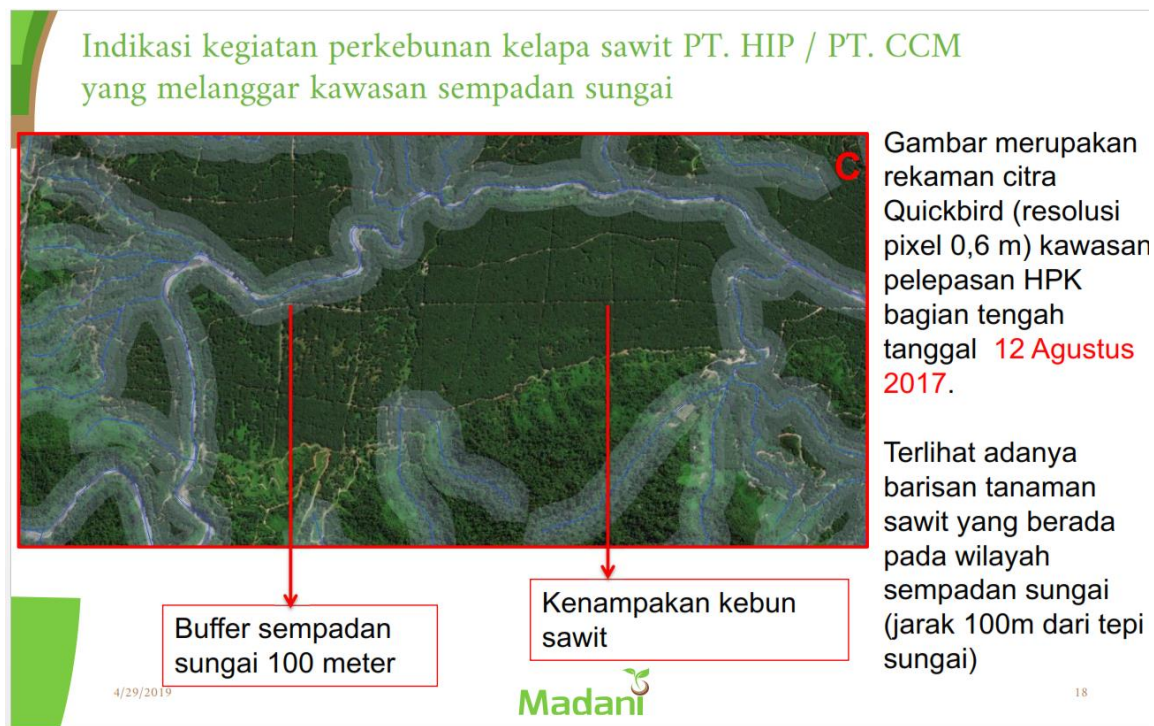 Indikasi kegiatan perkebunan kelapa sawit PT. HIP / PT. CCM
yang melanggar kawasan sempadan sungai
C
Gambar merupakan
rekaman citra
Quickbird (resolusi
pixel 0,6 m) kawasan
pelepasan HPK
bagian tengah
tanggal 12 Agustus
2017.
Terlihat adanya
barisan tanaman
sawit yang berada
pada wilayah
sempadan sungai
(jarak 100m dari tepi
sungai)
Buffer sempadan
sungai 100 meter
Kenampakan kebun
sawit
4/29/2019
Madani
18